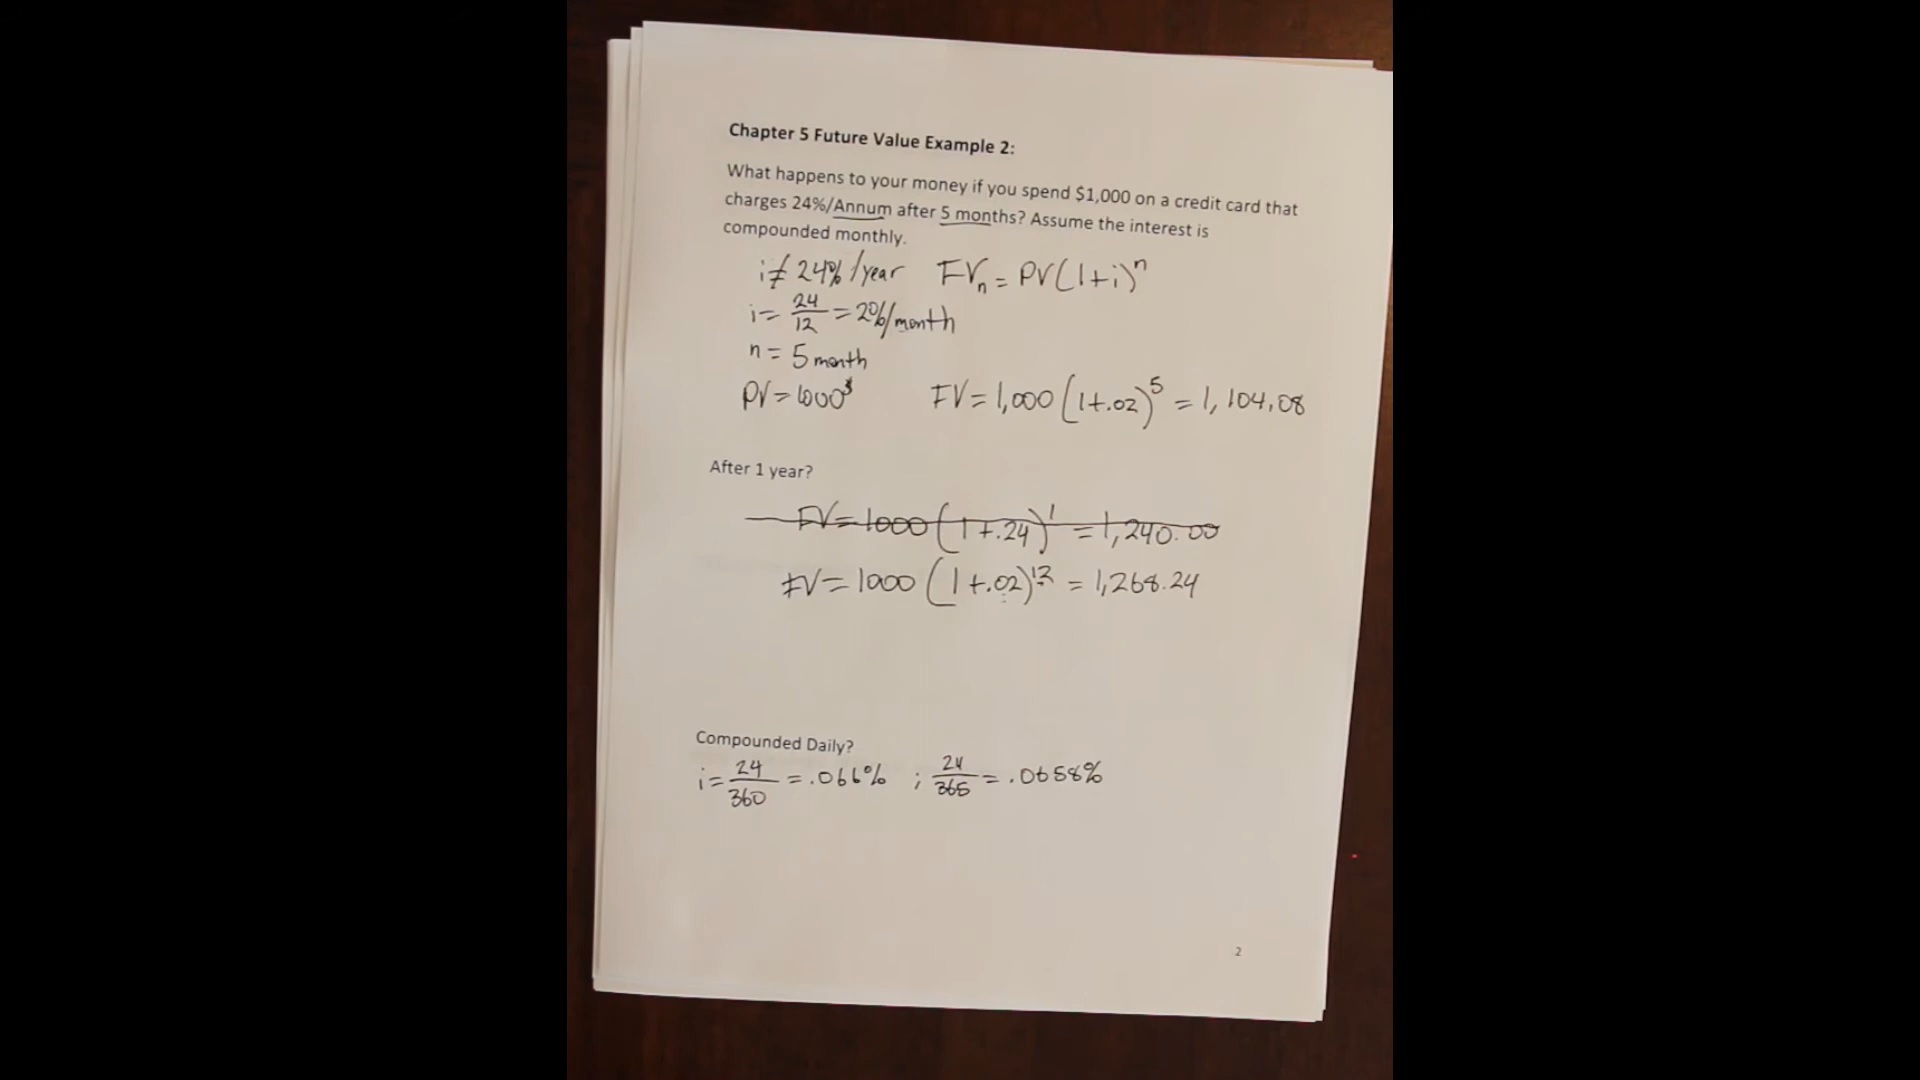 Chapter 5 Future Value Example 2:
What happens to your money if you spend $1,000 on a credit card that
charges 24%/Annum after 5 months? Assume the interest is
compounded monthly.
i ≠ 24% / year FVn = PV(1+i)^n
i = 24/12 = 2%/month
n = 5 month
PV = 1000$ FV = 1,000 (1+.02)^5 = 1,104.08
After 1 year?
FV = 1000 (1+.24)^1 = 1,240.00
FV = 1000 (1+.02)^12 = 1,268.24
Compounded Daily?
i = 24/360 = .066% ; 24/365 = .0658%
2